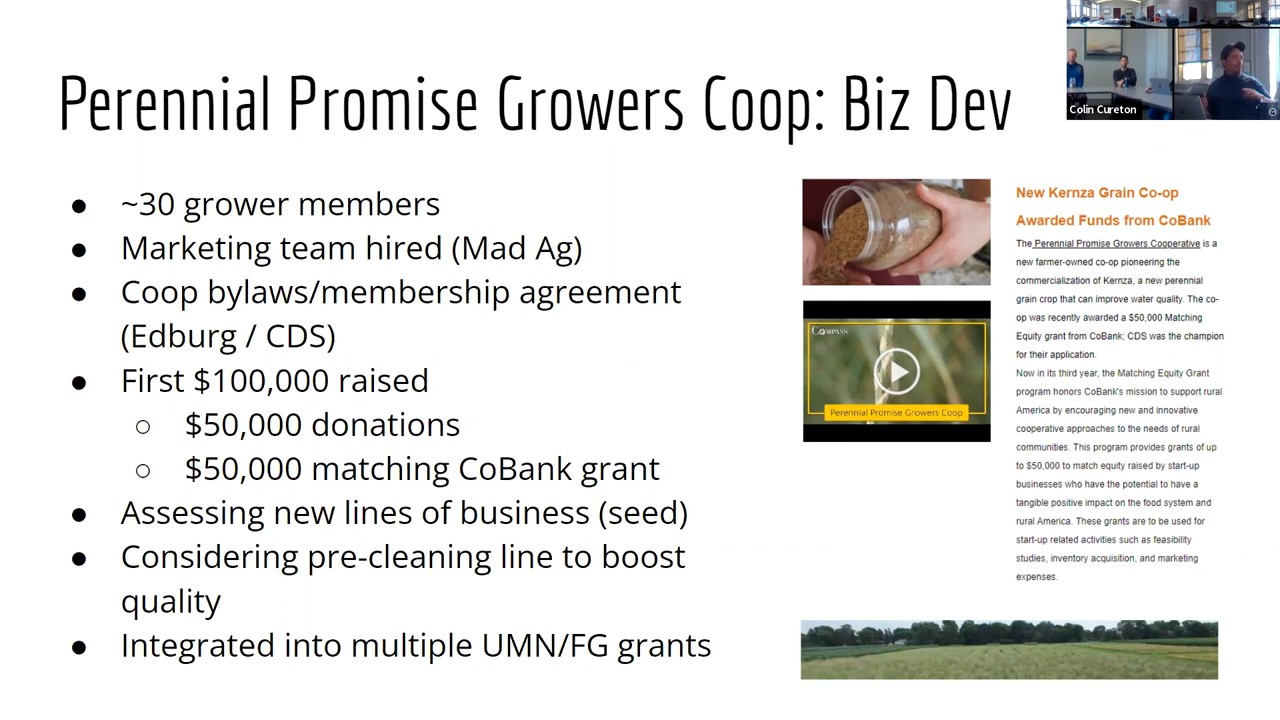 Perennial Promise Growers Coop: Biz Dev
Colin Cureton
● ~30 grower members
● Marketing team hired (Mad Ag)
● Coop bylaws/membership agreement
(Edburg / CDS)
● First $100,000 raised
○ $50,000 donations
○ $50,000 matching CoBank grant
● Assessing new lines of business (seed)
● Considering pre-cleaning line to boost
quality
● Integrated into multiple UMN/FG grants
COMPASS
Perennial Promise Growers Coop
New Kernza Grain Co-op
Awarded Funds from CoBank
The Perennial Promise Growers Cooperative is a
new farmer-owned co-op pioneering the
commercialization of Kernza, a new perennial
grain crop that can improve water quality. The co-
op was recently awarded a $50,000 Matching
Equity grant from CoBank; CDS was the champion
for their application.
Now in its third year, the Matching Equity Grant
program honors CoBank's mission to support rural
America by encouraging new and innovative
cooperative approaches to the needs of rural
communities. This program provides grants of up
to $50,000 to match equity raised by start-up
businesses who have the potential to have a
tangible positive impact on the food system and
rural America. These grants are to be used for
start-up related activities such as feasibility
studies, inventory acquisition, and marketing
expenses.